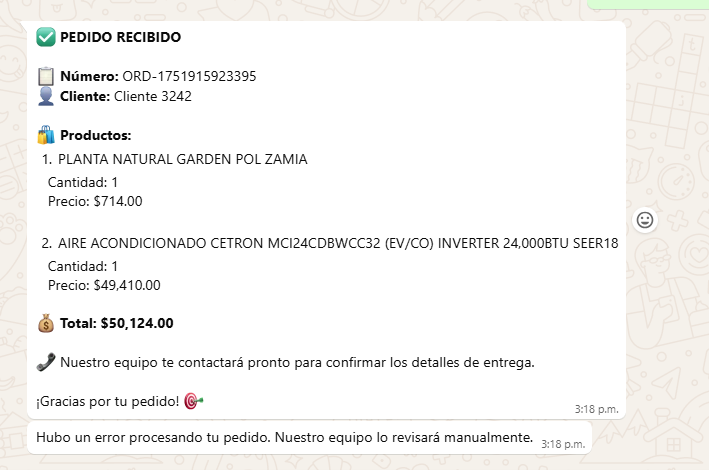 ✅ PEDIDO RECIBIDO
📋 Número: ORD-1751915923395
👤 Cliente: Cliente 3242
🛍️ Productos:
1. PLANTA NATURAL GARDEN POL ZAMIA
Cantidad: 1
Precio: $714.00
2. AIRE ACONDICIONADO CETRON MCI24CDBWCC32 (EV/CO) INVERTER 24,000BTU SEER18
Cantidad: 1
Precio: $49,410.00
💰 Total: $50,124.00
📞 Nuestro equipo te contactará pronto para confirmar los detalles de entrega.
¡Gracias por tu pedido! 🎯
3:18 p.m.
Hubo un error procesando tu pedido. Nuestro equipo lo revisará manualmente.
3:18 p.m.